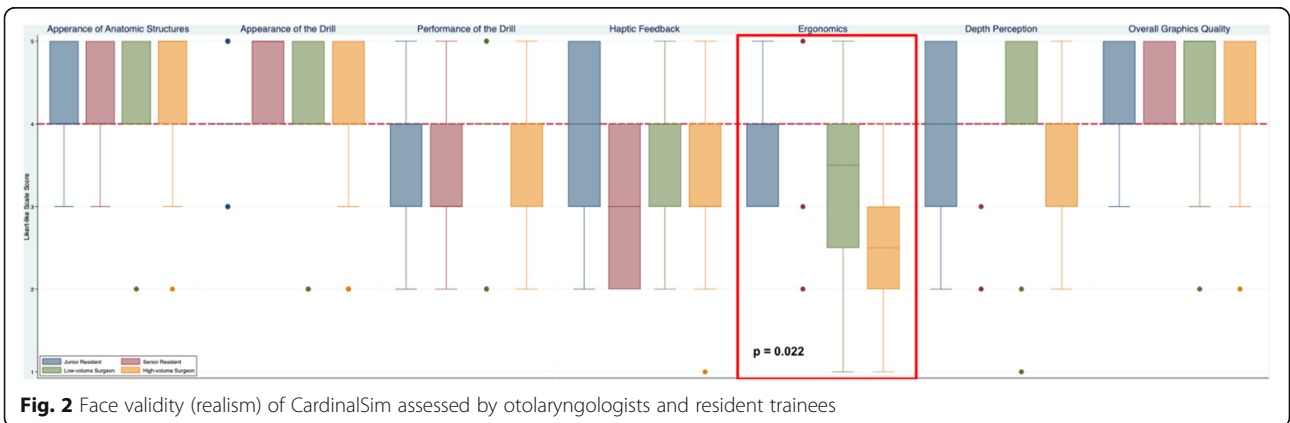 Apperance of Anatomic Structures Appearance of the Drill Performance of the Drill Haptic Feedback Ergonomics Depth Perception Overall Graphics Quality
5
4
3
2
1
Likert-like Scale Score
p = 0.022
Junior Resident Senior Resident
Low-volume Surgeon High-volume Surgeon
Fig. 2 Face validity (realism) of CardinalSim assessed by otolaryngologists and resident trainees